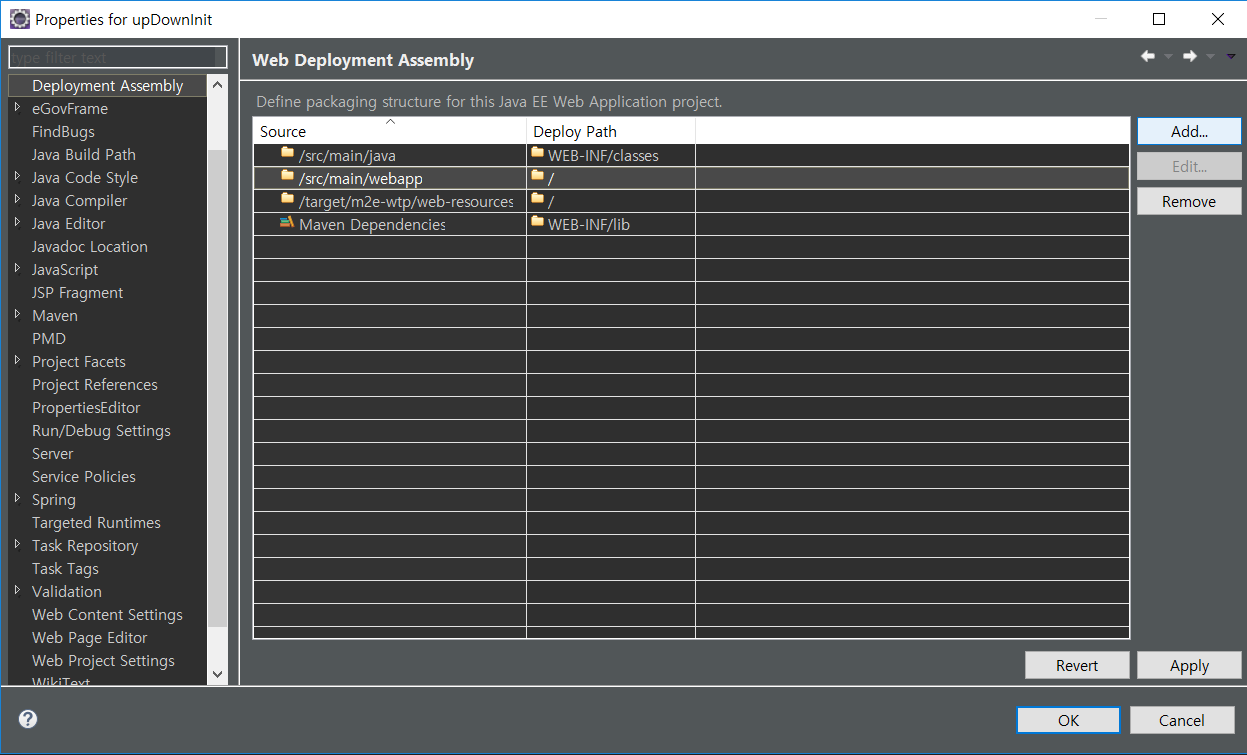 Properties for upDownInit
type filter text
Deployment Assembly
eGovFrame
FindBugs
Java Build Path
Java Code Style
Java Compiler
Java Editor
Javadoc Location
JavaScript
JSP Fragment
Maven
PMD
Project Facets
Project References
PropertiesEditor
Run/Debug Settings
Server
Service Policies
Spring
Targeted Runtimes
Task Repository
Task Tags
Validation
Web Content Settings
Web Page Editor
Web Project Settings
WikiText
Web Deployment Assembly
Define packaging structure for this Java EE Web Application project.
Source Deploy Path
/src/main/java WEB-INF/classes
/src/main/webapp /
/target/m2e-wtp/web-resources /
Maven Dependencies WEB-INF/lib
Add...
Edit...
Remove
Revert Apply
OK Cancel